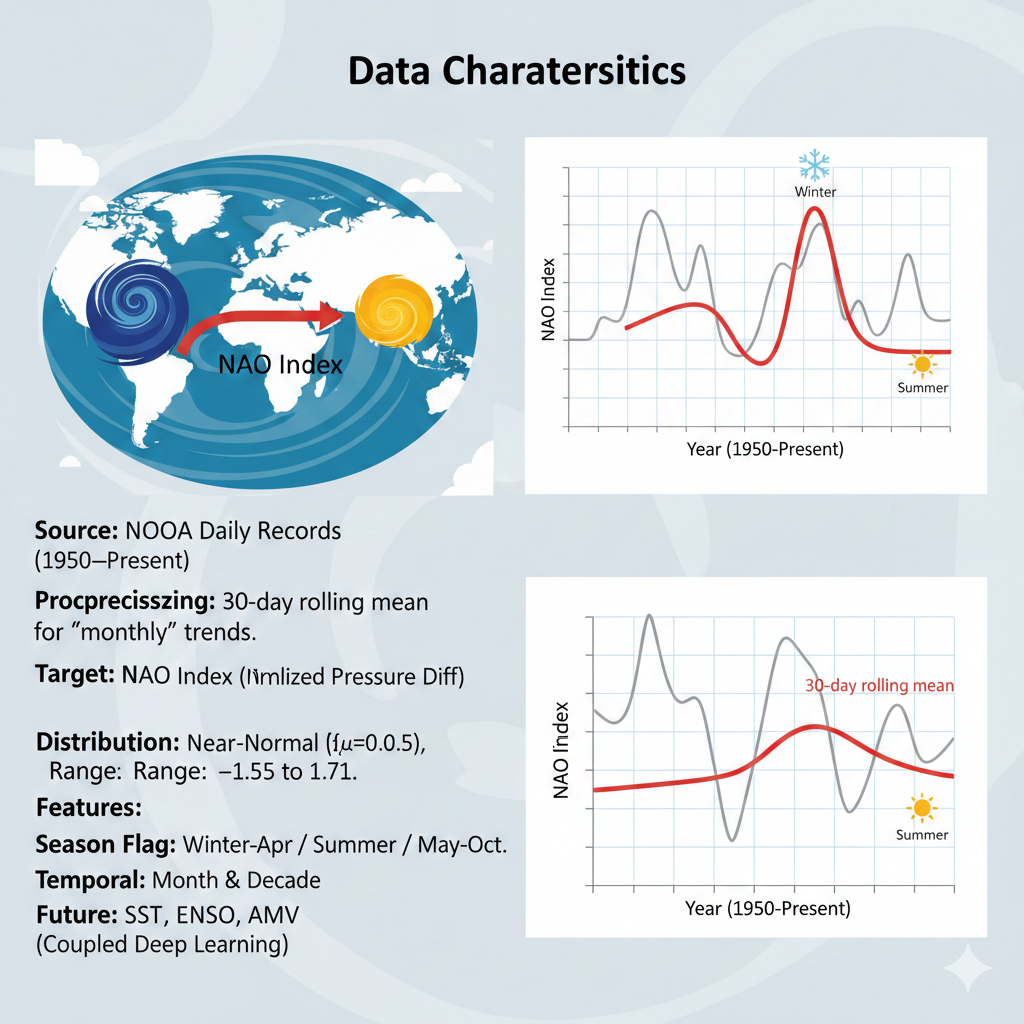 Data Charatersitics
NAO Index
Winter
NAO Index
Summer
Year (1950-Present)
Source: NOOA Daily Records
(1950—Present)
Procprecisszing: 30-day rolling mean
for “monthly” trends.
Target: NAO Index ( Pressure Diff)
Distribution: Near-Normal (
Range: Range: −1.55 to 1.71.
Features:
Season Flag: Winter-Apr / Summer / May-Oct.
Temporal: Month & Decade
Future: SST, ENSO, AMV
(Coupled Deep Learning)
30-day rolling mean
NAO Index
Summer
Year (1950-Present)